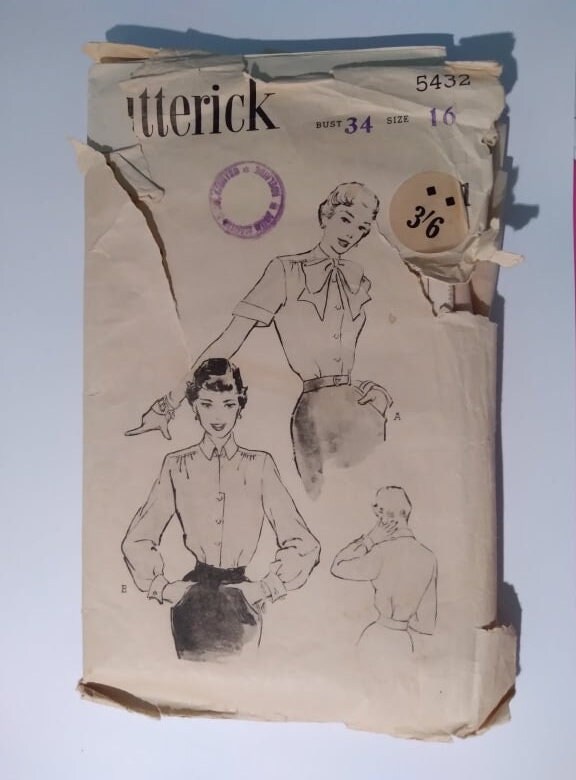 utterick
5432
BUST 34 SIZE 16
3/6
A
B